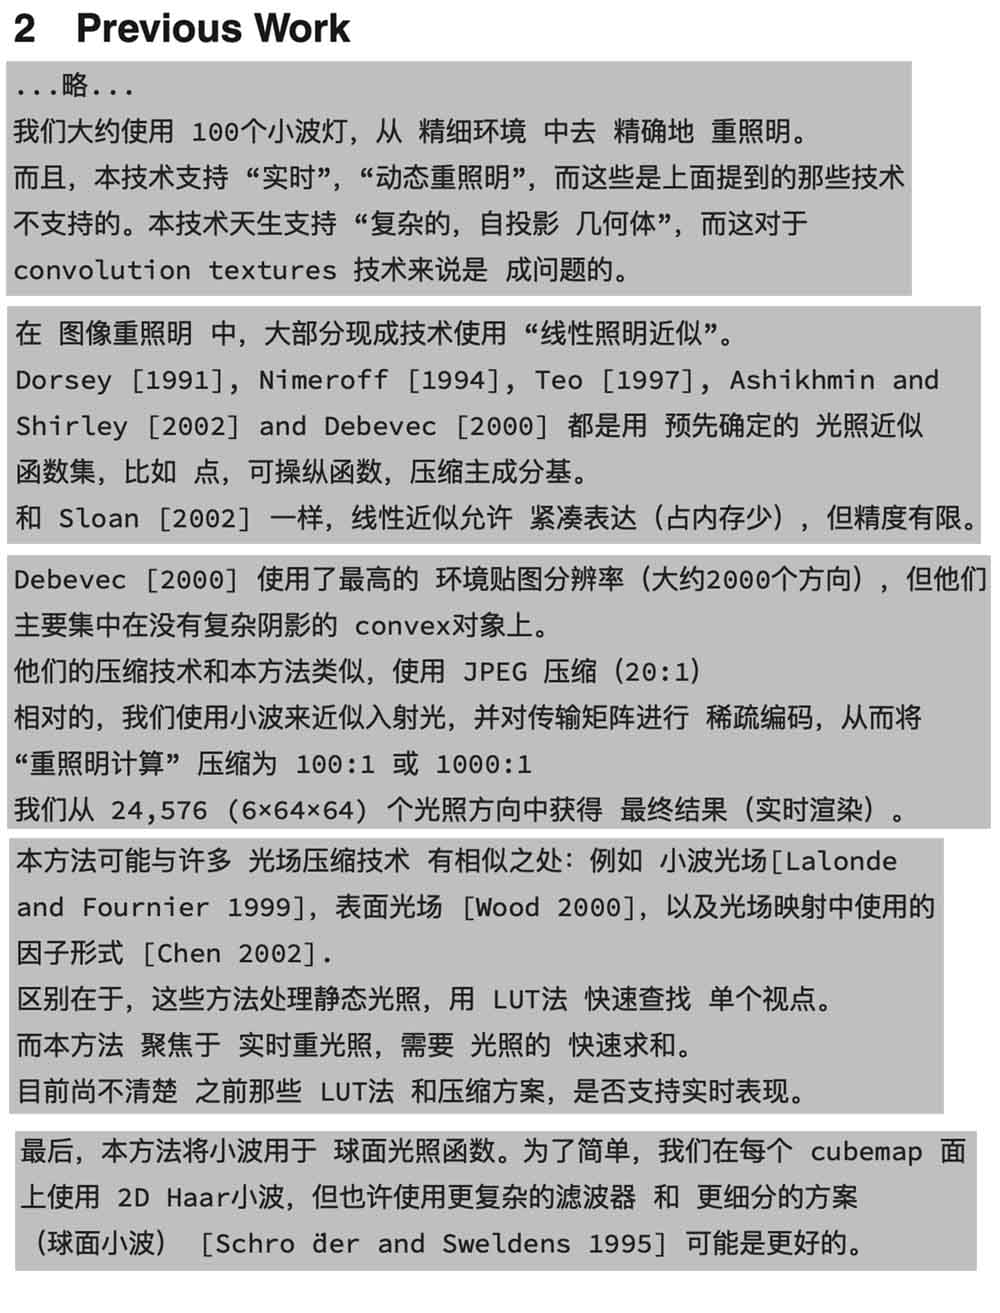 2 Previous Work
...略...
我们大约使用 100个小波灯，从 精细环境 中去 精确地 重照明。
而且，本技术支持 “实时”，“动态重照明”，而这些是上面提到的那些技术
不支持的。本技术天生支持 “复杂的，自投影 几何体”，而这对于
convolution textures 技术来说是 成问题的。
在 图像重照明 中，大部分现成技术使用 “线性照明近似”。
Dorsey [1991], Nimeroff [1994], Teo [1997], Ashikhmin and
Shirley [2002] and Debevec [2000] 都是用 预先确定的 光照近似
函数集，比如 点，可操纵函数，压缩主成分基。
和 Sloan [2002] 一样，线性近似允许 紧凑表达（占内存少），但精度有限。
Debevec [2000] 使用了最高的 环境贴图分辨率（大约2000个方向），但他们
主要集中在没有复杂阴影的 convex对象上。
他们的压缩技术和本方法类似，使用 JPEG 压缩（20:1）
相对的，我们使用小波来近似入射光，并对传输矩阵进行 稀疏编码，从而将
“重照明计算” 压缩为 100:1 或 1000:1
我们从 24,576 (6×64×64) 个光照方向中获得 最终结果（实时渲染）。
本方法可能与许多 光场压缩技术 有相似之处：例如 小波光场[Lalonde
and Fournier 1999]，表面光场 [Wood 2000]，以及光场映射中使用的
因子形式 [Chen 2002].
区别在于，这些方法处理静态光照，用 LUT法 快速查找 单个视点。
而本方法 聚焦于 实时重光照，需要 光照的 快速求和。
目前尚不清楚 之前那些 LUT法 和压缩方案，是否支持实时表现。
最后，本方法将小波用于 球面光照函数。为了简单，我们在每个 cubemap 面
上使用 2D Haar小波，但也许使用更复杂的滤波器 和 更细分的方案
（球面小波） [Schro ̈der and Sweldens 1995] 可能是更好的。